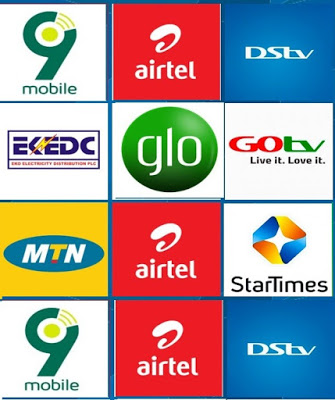 9
mobile
airtel
DStv
EKEDC
EKO ELECTRICITY DISTRIBUTION PLC
glo
GOtv
Live it. Love it.
MTN
airtel
StarTimes
9
mobile
airtel
DStv